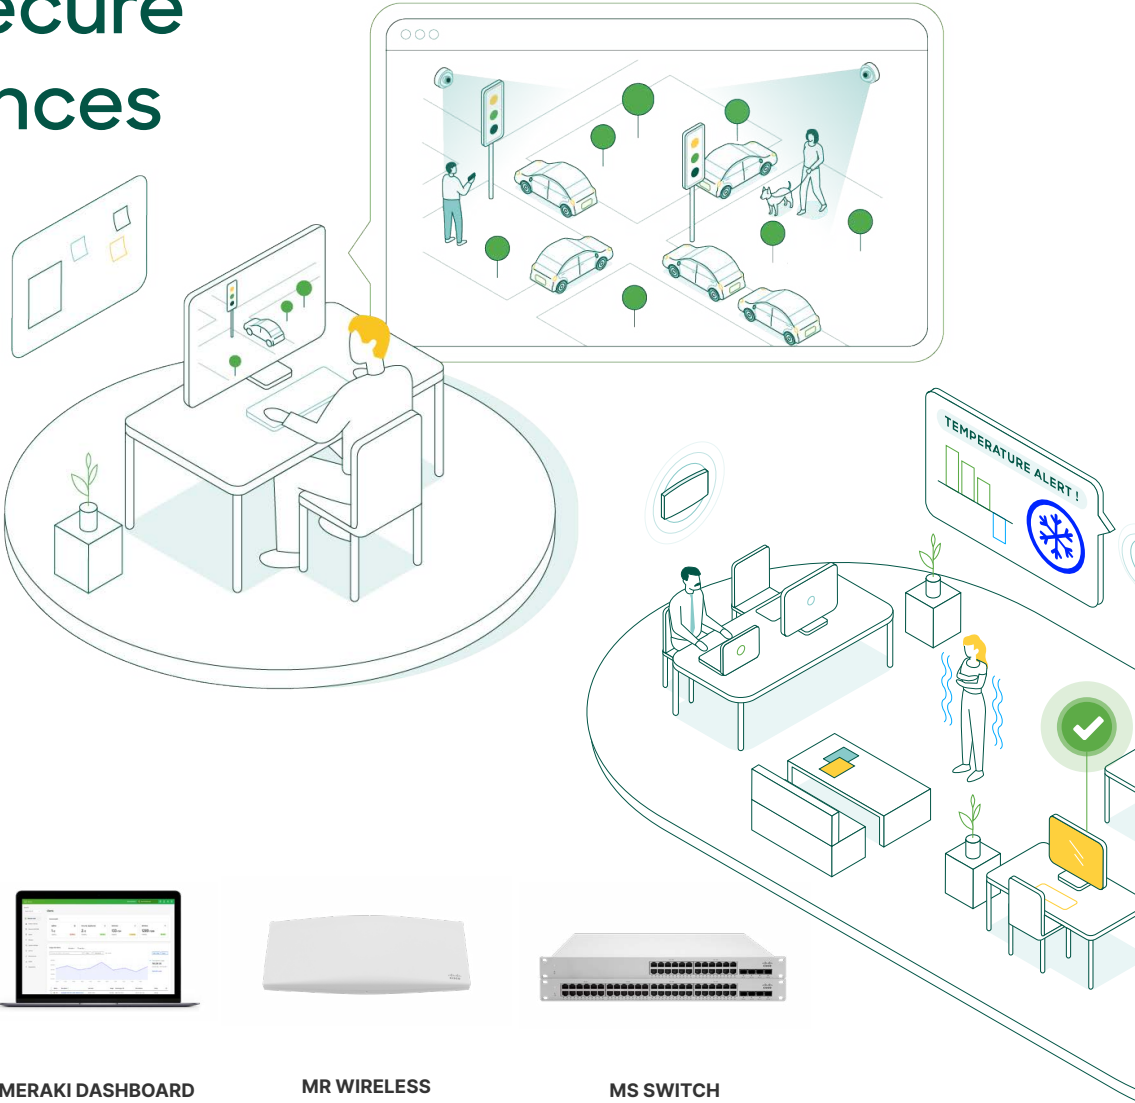 ecure
nces
TEMPERATURE ALERT !
MERAKI DASHBOARD
MR WIRELESS
MS SWITCH